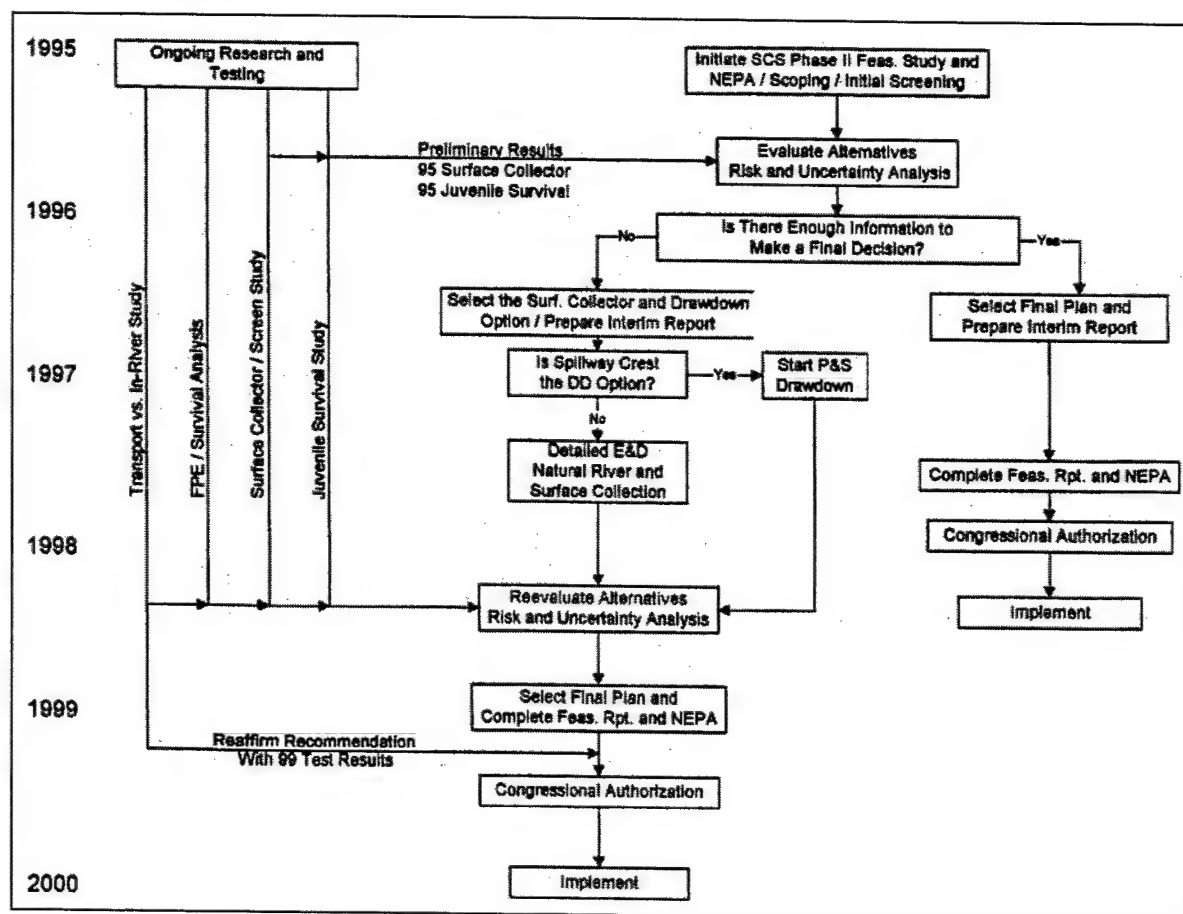 1995
Ongoing Research and
Testing
Initiate SCS Phase II Feas. Study and
NEPA / Scoping / Initial Screening
Preliminary Results
95 Surface Collector
95 Juvenile Survival
Evaluate Alternatives
Risk and Uncertainty Analysis
1996
Is There Enough Information to
Make a Final Decision?
No
Yes
Transport vs. In-River Study
FPE / Survival Analysis
Surface Collector / Screen Study
Juvenile Survival Study
Select the Surf. Collector and Drawdown
Option / Prepare Interim Report
Select Final Plan and
Prepare Interim Report
1997
Is Spillway Crest
the DD Option?
Yes
Start P&S
Drawdown
No
Detailed E&D
Natural River and
Surface Collection
Complete Feas. Rpt. and NEPA
Congressional Authorization
1998
Implement
Reevaluate Alternatives
Risk and Uncertainty Analysis
1999
Select Final Plan and
Complete Feas. Rpt. and NEPA
Reaffirm Recommendation
With 99 Test Results
Congressional Authorization
2000
Implement